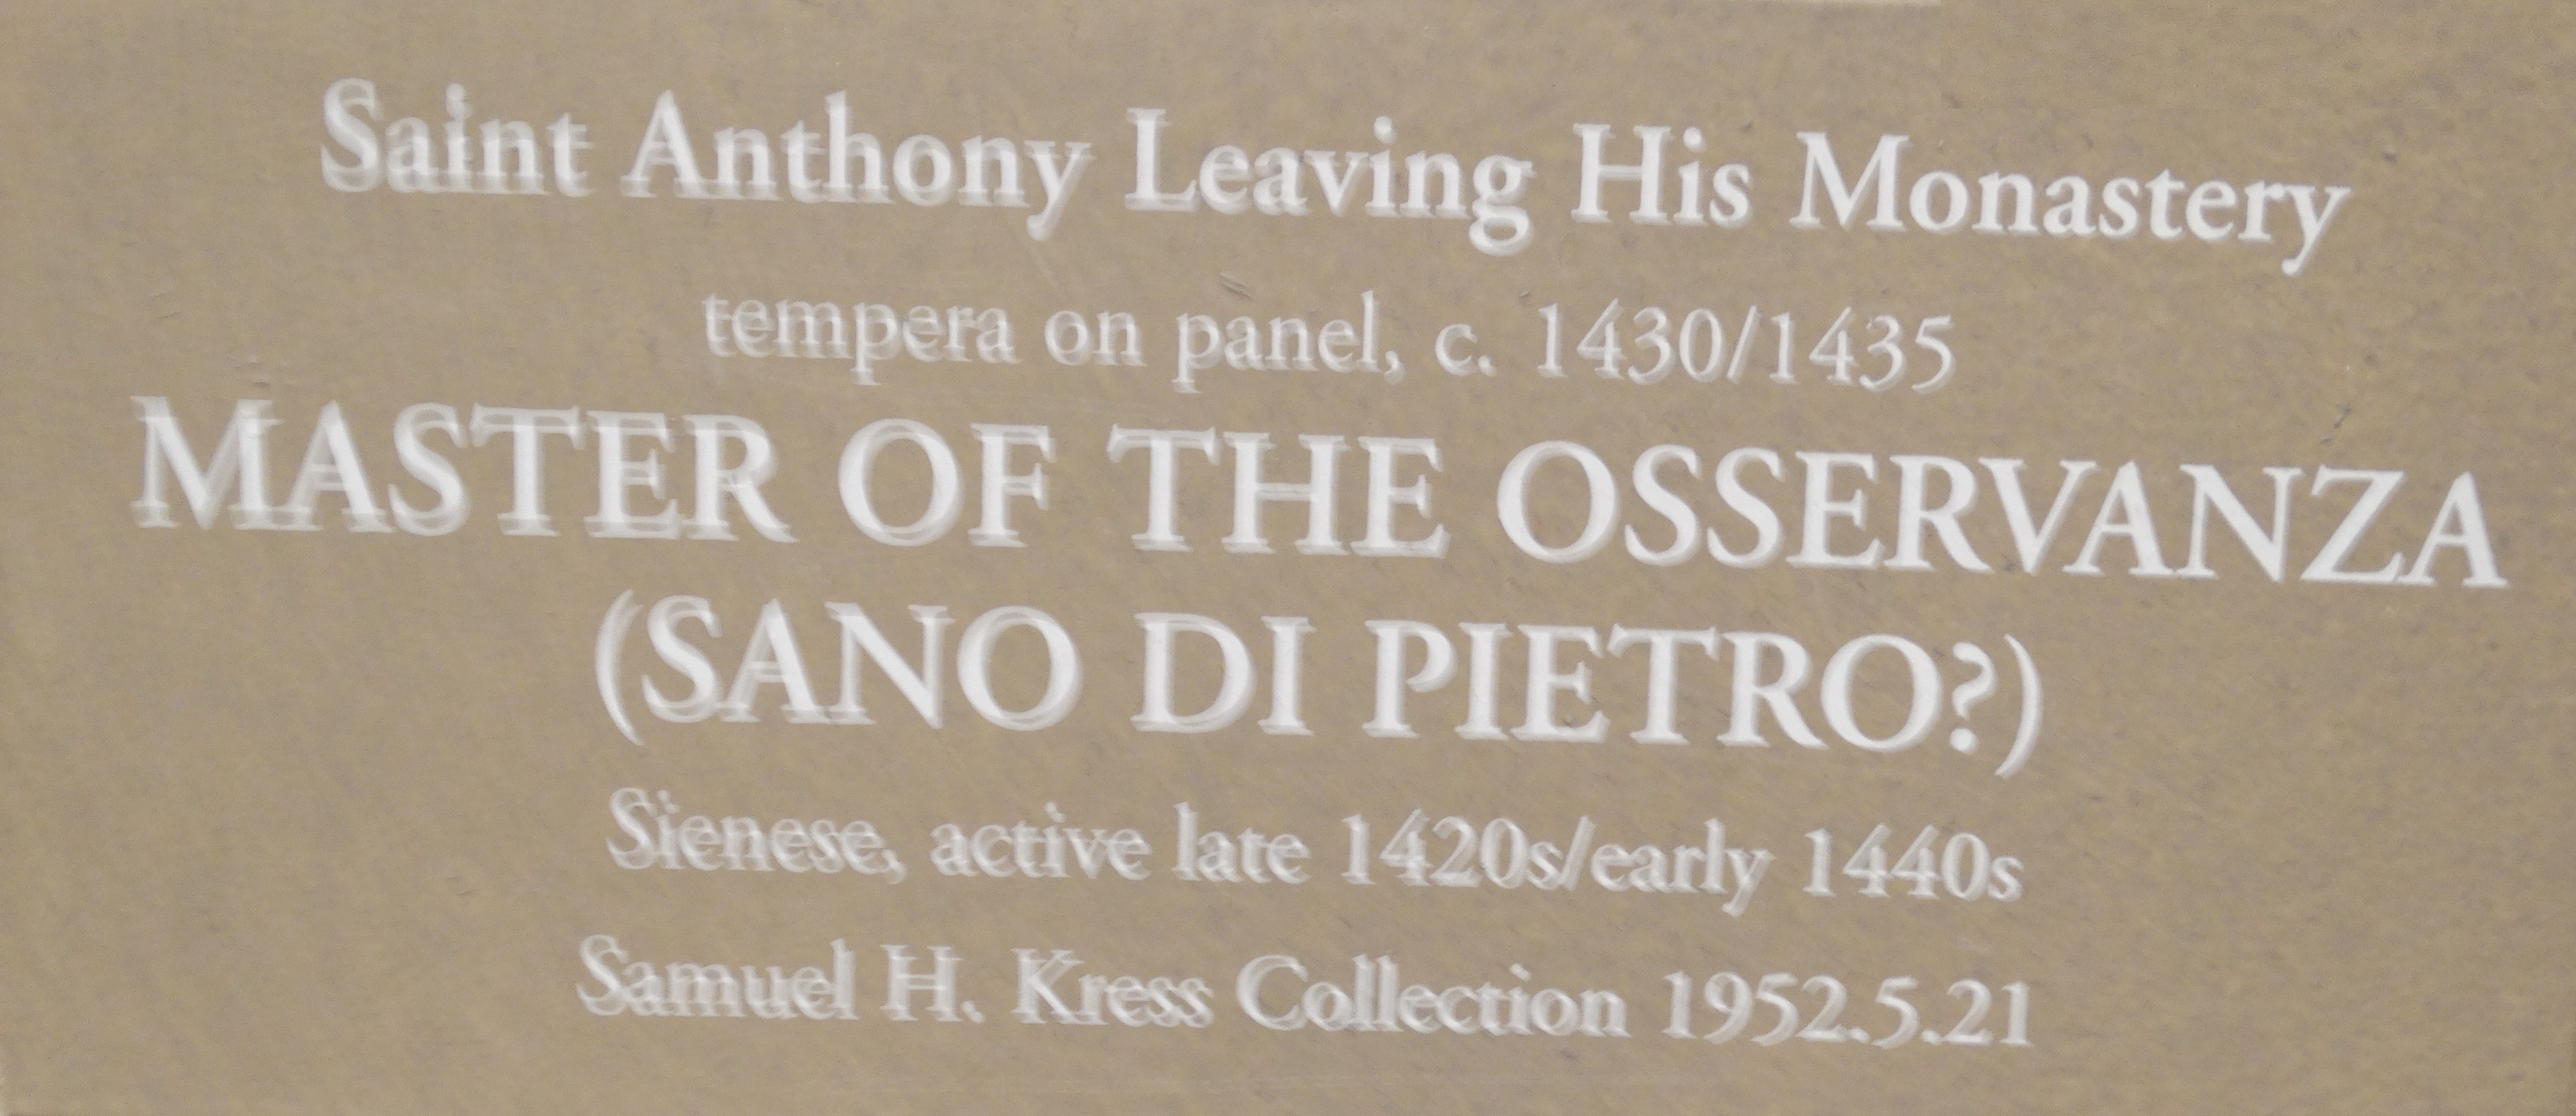 Saint Anthony Leaving His Monastery
tempera on panel, c. 1430/1435
MASTER OF THE OSSERVANZA
(SANO DI PIETRO?)
Sienese, active late 1420s/early 1440s
Samuel H. Kress Collection 1952.5.21